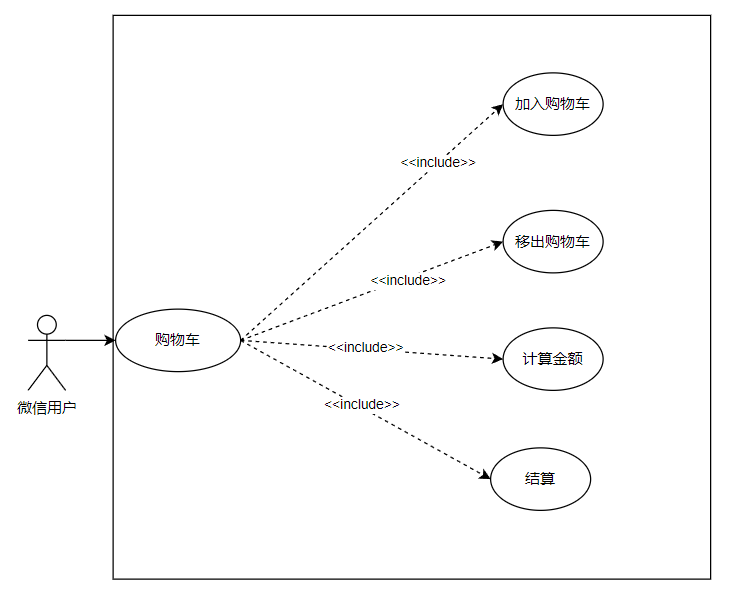 加入购物车
<<include>>
移出购物车
<<include>>
购物车
<<include>>
计算金额
微信用户
<<include>>
结算